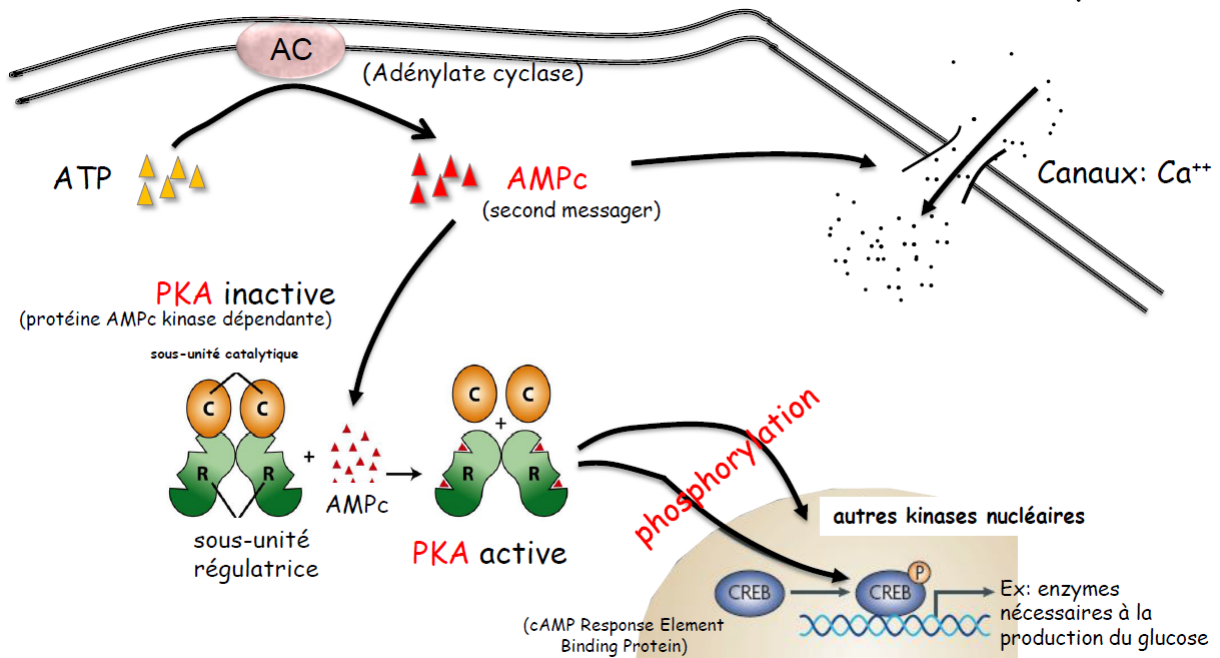 AC
(Adénylate cyclase)
ATP
AMPc
(second messager)
Canaux: Ca⁺⁺
PKA inactive
(protéine AMPc kinase dépendante)
sous-unité catalytique
C C
R R
+
AMPc
sous-unité
régulatrice
C C
+
R R
PKA active
phosphorylation
autres kinases nucléaires
CREB
CREB
P
(cAMP Response Element
Binding Protein)
Ex: enzymes
nécessaires à la
production du glucose